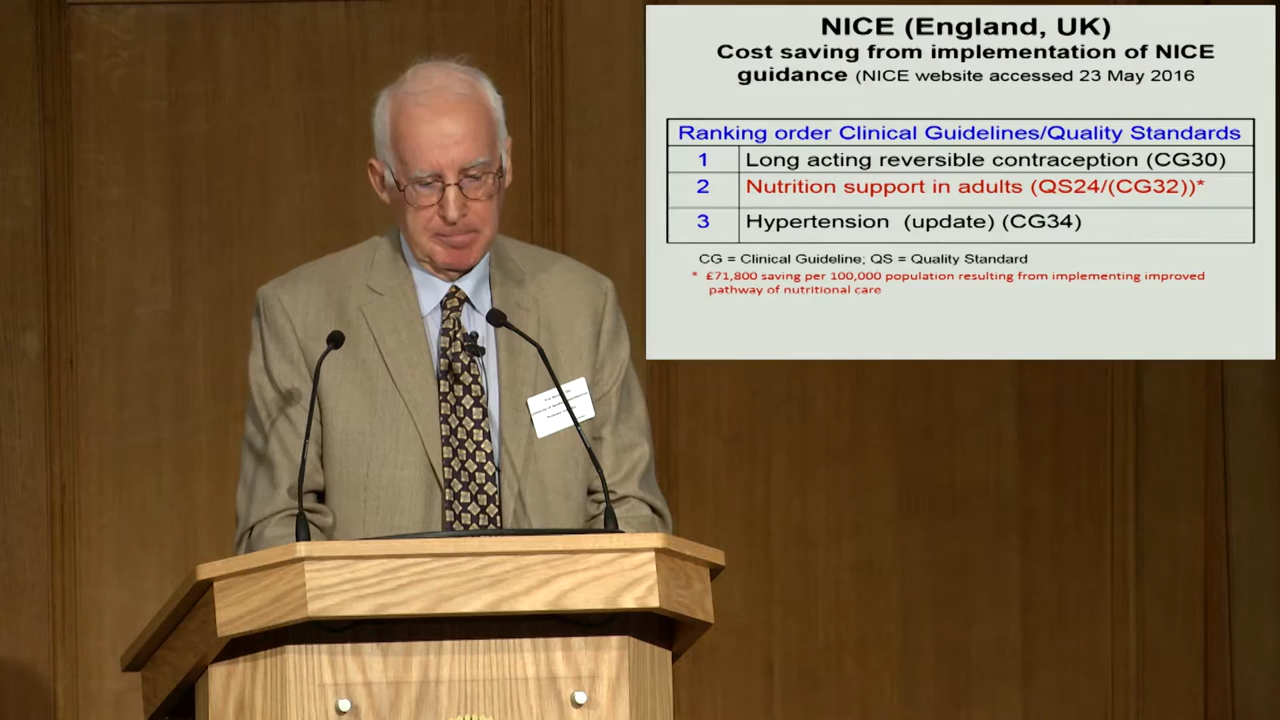 NICE (England, UK)
Cost saving from implementation of NICE
guidance (NICE website accessed 23 May 2016
Ranking order Clinical Guidelines/Quality Standards
1 Long acting reversible contraception (CG30)
2 Nutrition support in adults (QS24/(CG32))*
3 Hypertension (update) (CG34)
CG = Clinical Guideline; QS = Quality Standard
* £71,800 saving per 100,000 population resulting from implementing improved
pathway of nutritional care